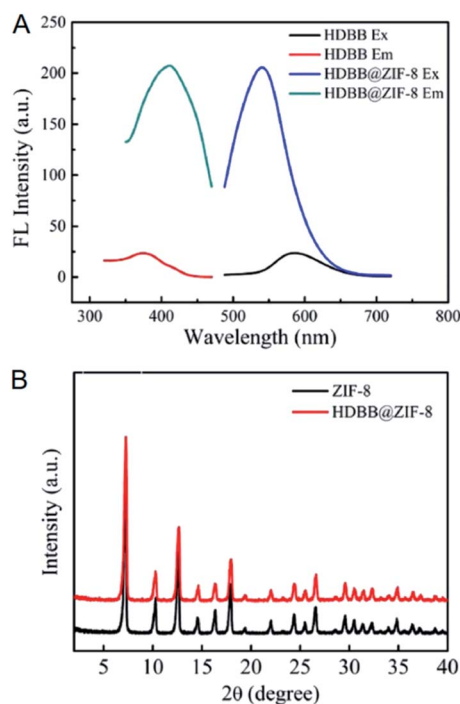 A
HDBB Ex
HDBB Em
HDBB@ZIF-8 Ex
HDBB@ZIF-8 Em
250
200
150
100
50
0
FL Intensity (a.u.)
300 400 500 600 700 800
Wavelength (nm)
B
ZIF-8
HDBB@ZIF-8
Intensity (a.u.)
5 10 15 20 25 30 35 40
2θ (degree)